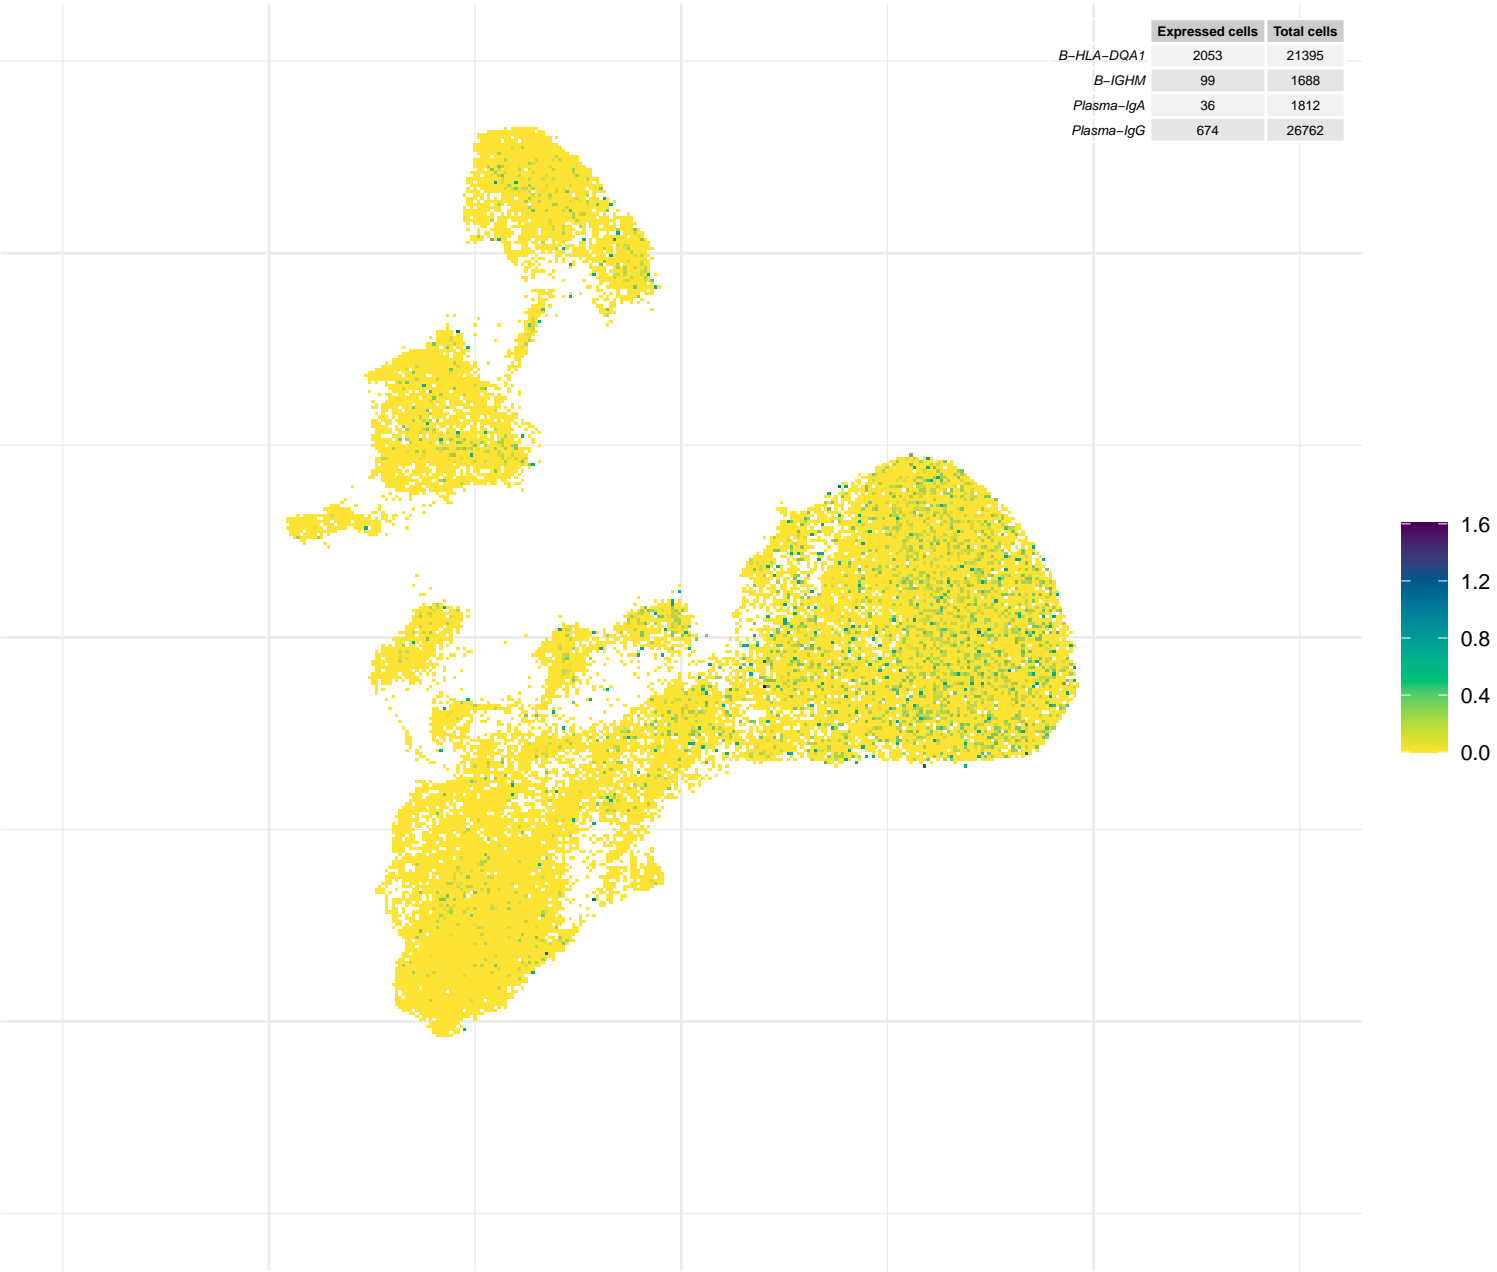 Expressed cells Total cells
B-HLA-DQA1 2053 21395
B-IGHM 99 1688
Plasma-IgA 36 1812
Plasma-IgG 674 26762
1.6
1.2
0.8
0.4
0.0